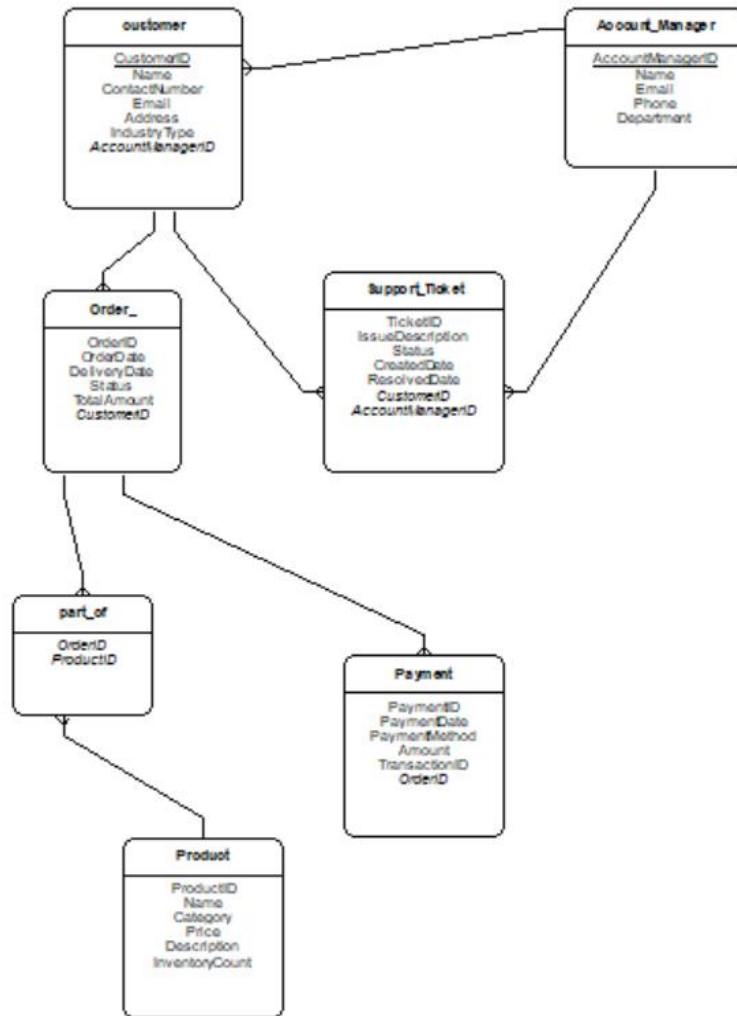 customer
CustomerID
Name
ContactNumber
Email
Address
IndustryType
AccountManagerID
Account_Manager
AccountManagerID
Name
Email
Phone
Department
Order_
OrderID
OrderDate
DeliveryDate
Status
TotalAmount
CustomerID
Support_Ticket
TicketID
IssueDescription
Status
CreatedDate
ResolvedDate
CustomerID
AccountManagerID
part_of
OrderID
ProductID
Payment
PaymentID
PaymentDate
PaymentMethod
Amount
TransactionID
OrderID
Product
ProductID
Name
Category
Price
Description
InventoryCount